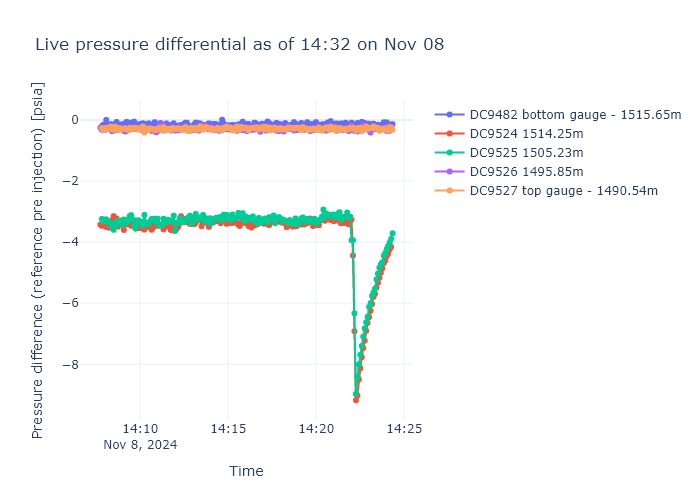 Live pressure differential as of 14:32 on Nov 08
Pressure difference (reference pre injection) [psia]
0
−2
−4
−6
−8
14:10
Nov 8, 2024
14:15
14:20
14:25
Time
DC9482 bottom gauge - 1515.65m
DC9524 1514.25m
DC9525 1505.23m
DC9526 1495.85m
DC9527 top gauge - 1490.54m